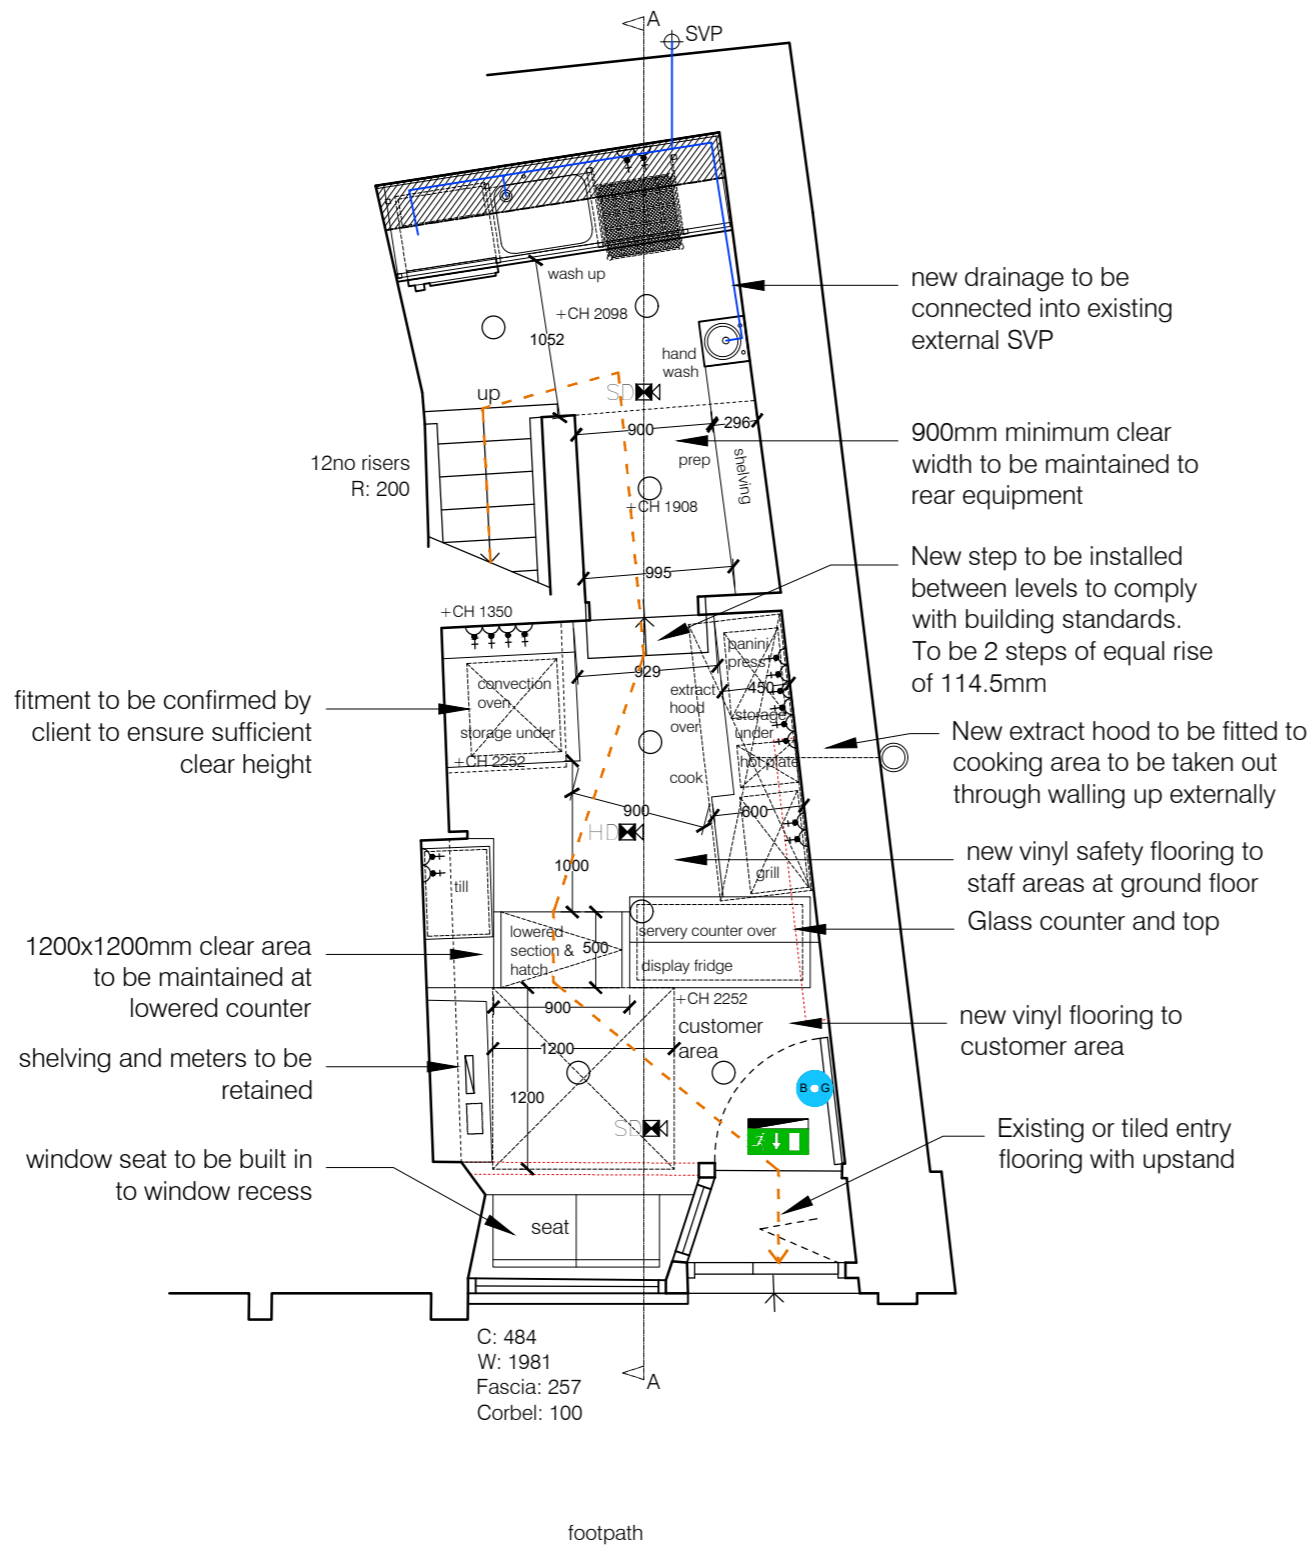 A
SVP
new drainage to be
connected into existing
external SVP
wash up
+CH 2098
1052
hand
wash
up
SD
900
296
900mm minimum clear
width to be maintained to
rear equipment
prep
shelving
12no risers
R: 200
+CH 1908
995
New step to be installed
between levels to comply
with building standards.
To be 2 steps of equal rise
of 114.5mm
+CH 1350
panini
press
929
450
convection
oven
storage under
+CH 2252
extract
hood
over
storage
under
hot plate
cook
fitment to be confirmed by
client to ensure sufficient
clear height
New extract hood to be fitted to
cooking area to be taken out
through walling up externally
900
600
HD
1000
grill
till
new vinyl safety flooring to
staff areas at ground floor
Glass counter and top
lowered
section &
hatch
500
servery counter over
display fridge
1200x1200mm clear area
to be maintained at
lowered counter
+CH 2252
900
customer
area
1200
1200
new vinyl flooring to
customer area
shelving and meters to be
retained
B G
SD
Existing or tiled entry
flooring with upstand
window seat to be built in
to window recess
seat
C: 484
W: 1981
Fascia: 257
Corbel: 100
A
footpath